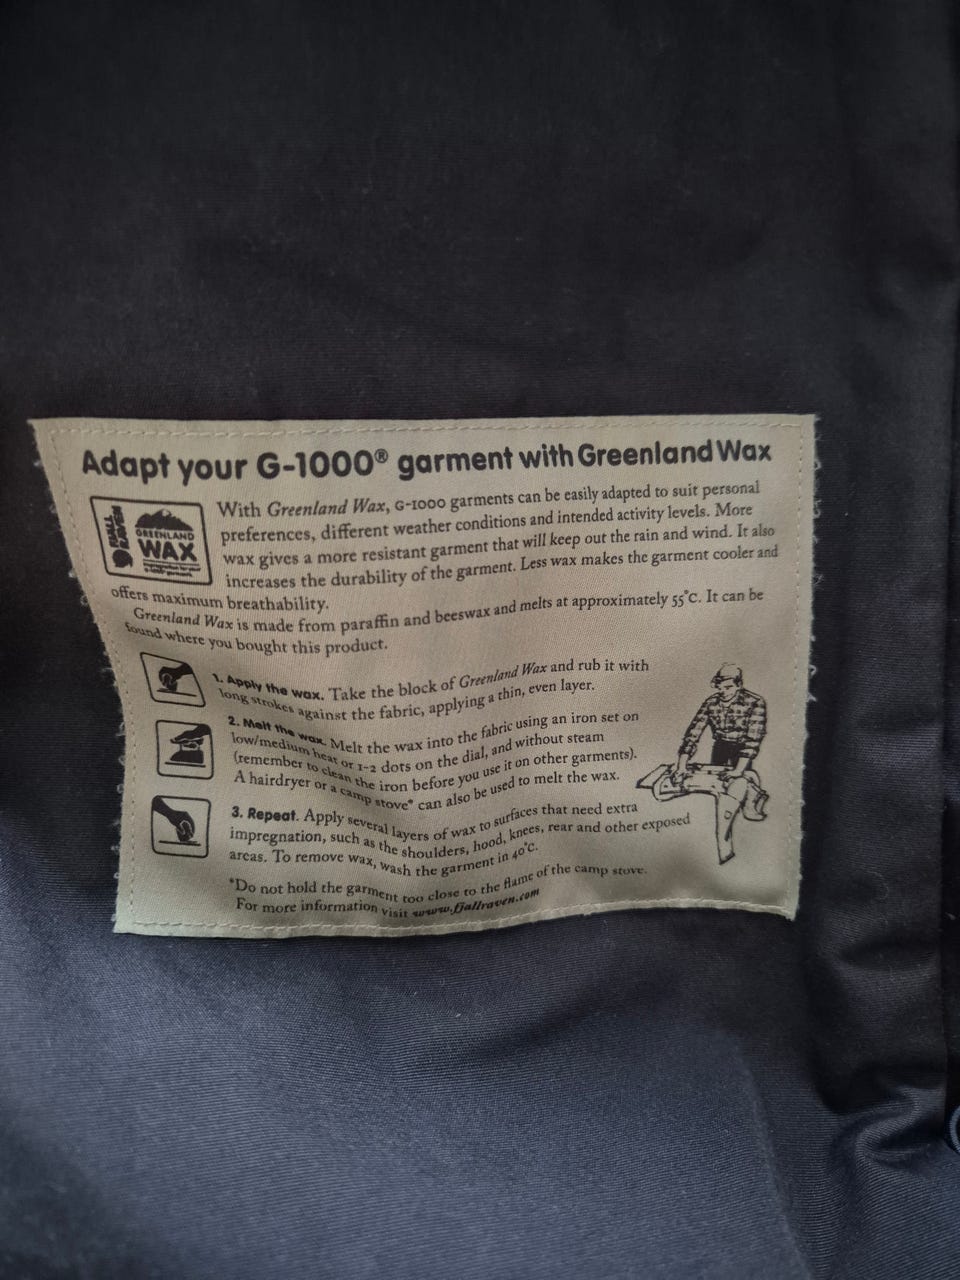 Adapt your G-1000® garment with Greenland Wax
FJÄLL RÄVEN
GREENLAND
WAX
With Greenland Wax, G-1000 garments can be easily adapted to suit personal
preferences, different weather conditions and intended activity levels. More
wax gives a more resistant garment that will keep out the rain and wind. It also
increases the durability of the garment. Less wax makes the garment cooler and
offers maximum breathability.
Greenland Wax is made from paraffin and beeswax and melts at approximately 55°C. It can be
found where you bought this product.
1. Apply the wax. Take the block of Greenland Wax and rub it with
long strokes against the fabric, applying a thin, even layer.
2. Melt the wax. Melt the wax into the fabric using an iron set on
low/medium heat or 1-2 dots on the dial, and without steam
(remember to clean the iron before you use it on other garments).
A hairdryer or a camp stove* can also be used to melt the wax.
3. Repeat. Apply several layers of wax to surfaces that need extra
impregnation, such as the shoulders, hood, knees, rear and other exposed
areas. To remove wax, wash the garment in 40°C.
*Do not hold the garment too close to the flame of the camp stove.
For more information visit www.fjallraven.com